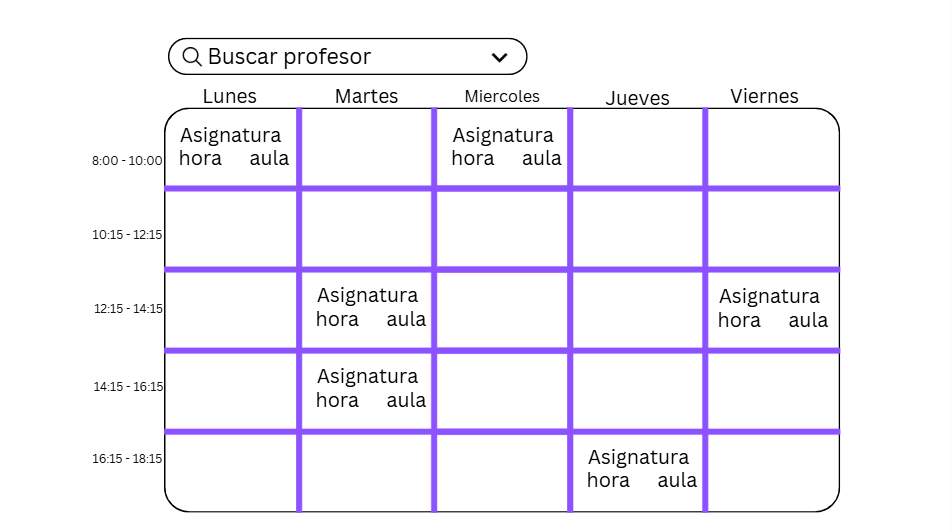 Buscar profesor
Lunes Martes Miercoles Jueves Viernes
8:00 - 10:00
Asignatura
hora aula
Asignatura
hora aula
10:15 - 12:15
12:15 - 14:15
Asignatura
hora aula
Asignatura
hora aula
14:15 - 16:15
Asignatura
hora aula
16:15 - 18:15
Asignatura
hora aula